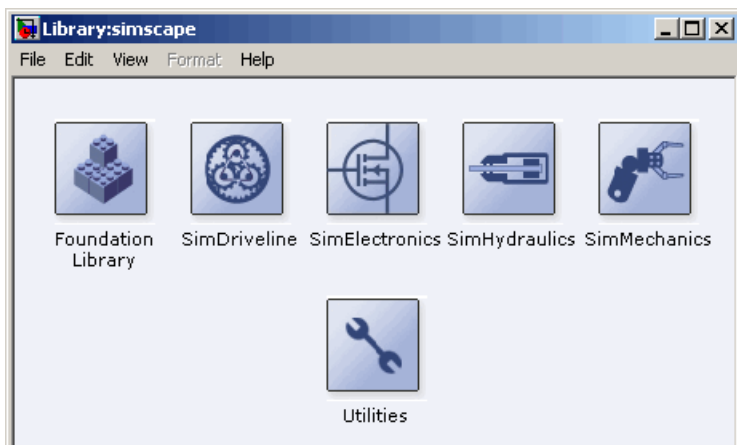 Library:simscape
File Edit View Format Help
Foundation Library
SimDriveline
SimElectronics
SimHydraulics
SimMechanics
Utilities